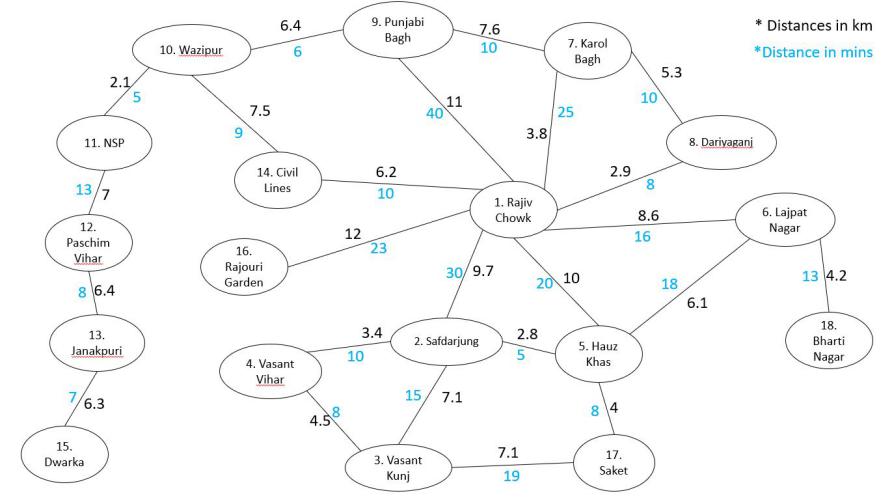 * Distances in km
*Distance in mins
9. Punjabi
Bagh
10. Wazipur
7. Karol
Bagh
8. Dariyaganj
11. NSP
14. Civil
Lines
1. Rajiv
Chowk
6. Lajpat
Nagar
12.
Paschim
Vihar
16.
Rajouri
Garden
13.
Janakpuri
2. Safdarjung
5. Hauz
Khas
18.
Bharti
Nagar
4. Vasant
Vihar
15.
Dwarka
3. Vasant
Kunj
17.
Saket
6.4
6
7.6
10
5.3
10
2.1
5
7.5
9
11
40
25
3.8
2.9
8
13
7
6.2
10
8.6
16
12
23
30
9.7
20
10
18
6.1
13
4.2
8
6.4
3.4
10
2.8
5
7
6.3
15
7.1
8
4
4.5
8
7.1
19